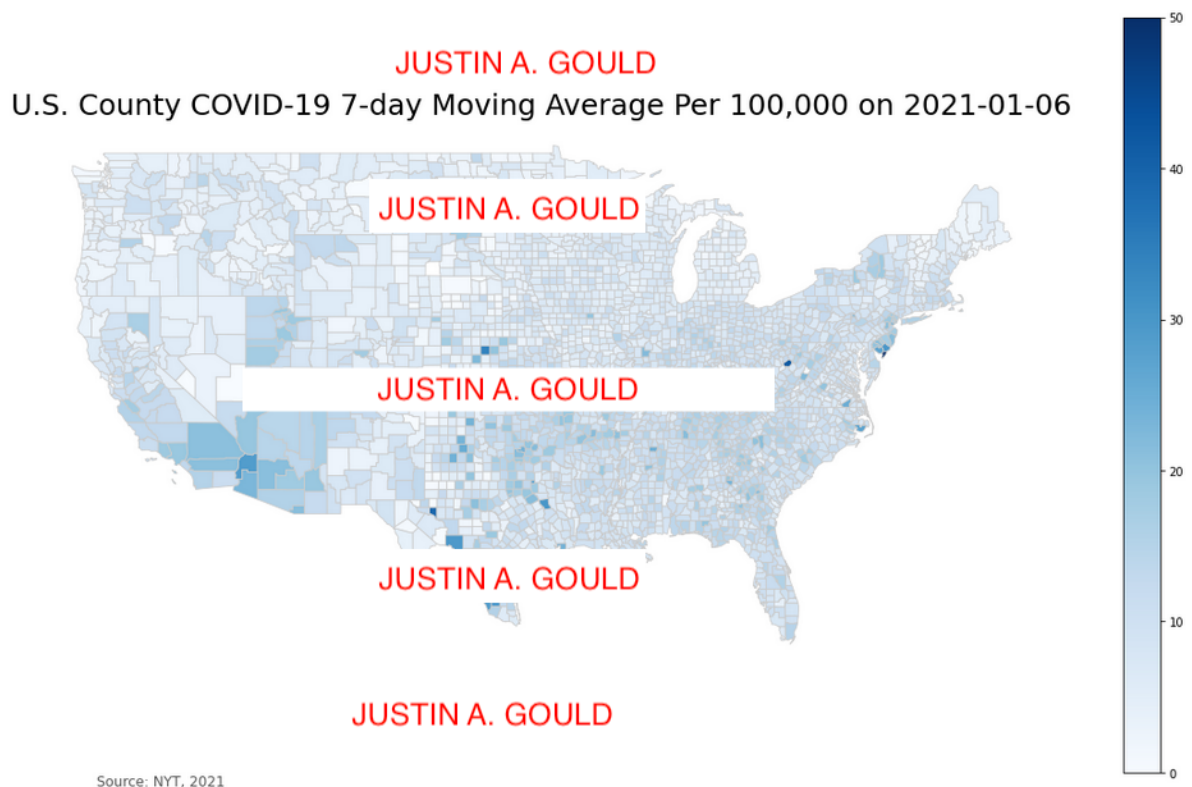 JUSTIN A. GOULD
U.S. County COVID-19 7-day Moving Average Per 100,000 on 2021-01-06
JUSTIN A. GOULD
JUSTIN A. GOULD
JUSTIN A. GOULD
JUSTIN A. GOULD
Source: NYT, 2021
50
40
30
20
10
0